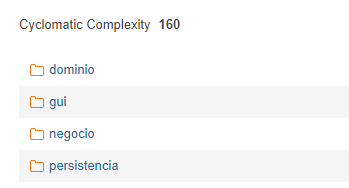 Cyclomatic Complexity 160
dominio
gui
negocio
persistencia